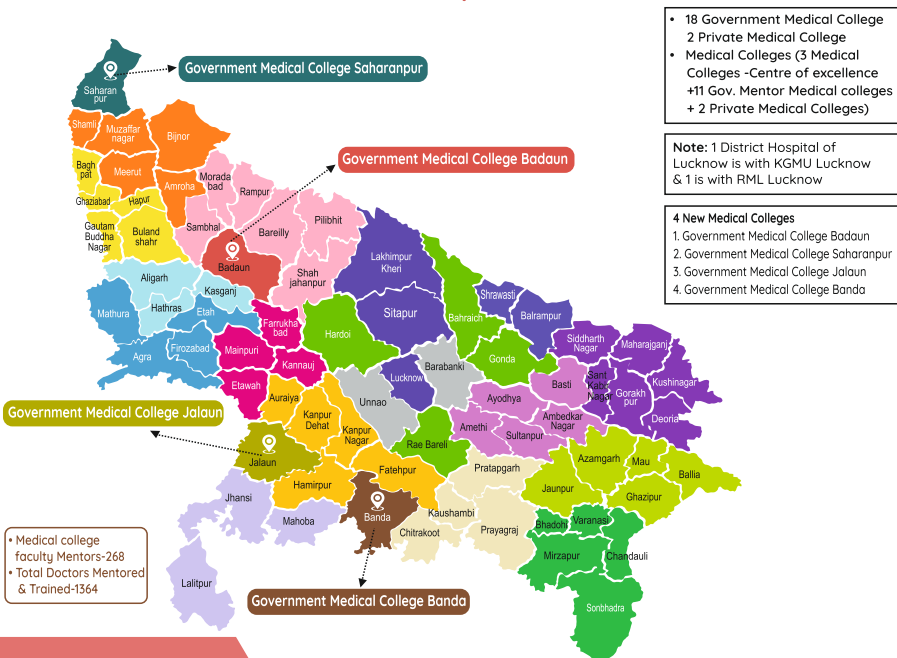 • 18 Government Medical College
2 Private Medical College
• Medical Colleges (3 Medical
Colleges -Centre of excellence
+11 Gov. Mentor Medical colleges
+ 2 Private Medical Colleges)
Note: 1 District Hospital of
Lucknow is with KGMU Lucknow
& 1 is with RML Lucknow
4 New Medical Colleges
1. Government Medical College Badaun
2. Government Medical College Saharanpur
3. Government Medical College Jalaun
4. Government Medical College Banda
Government Medical College Saharanpur
Saharan
pur
Shamli
Muzaffar
nagar
Bijnor
Government Medical College Badaun
Bagh
pat
Meerut
Amroha
Morada
bad
Rampur
Ghaziabad
Hapur
Gautam
Buddha
Nagar
Buland
shahr
Sambhal
Bareilly
Pilibhit
Badaun
Shah
jahanpur
Lakhimpur
Kheri
Aligarh
Kasganj
Hathras
Mathura
Etah
Agra
Firozabad
Farrukha
bad
Mainpuri
Kannauj
Etawah
Hardoi
Sitapur
Bahraich
Shrawasti
Balrampur
Gonda
Siddharth
Nagar
Maharajganj
Kushinagar
Sant
Kabir
Nagar
Gorakh
pur
Deoria
Basti
Lucknow
Barabanki
Unnao
Ayodhya
Ambedkar
Nagar
Amethi
Sultanpur
Rae Bareli
Auraiya
Kanpur
Dehat
Kanpur
Nagar
Government Medical College Jalaun
Jalaun
Hamirpur
Fatehpur
Pratapgarh
Azamgarh
Mau
Ballia
Jaunpur
Ghazipur
Jhansi
Mahoba
Banda
Chitrakoot
Kaushambi
Prayagraj
Bhadohi
Varanasi
Mirzapur
Chandauli
Sonbhadra
Lalitpur
• Medical college
faculty Mentors-268
• Total Doctors Mentored
& Trained-1364
Government Medical College Banda